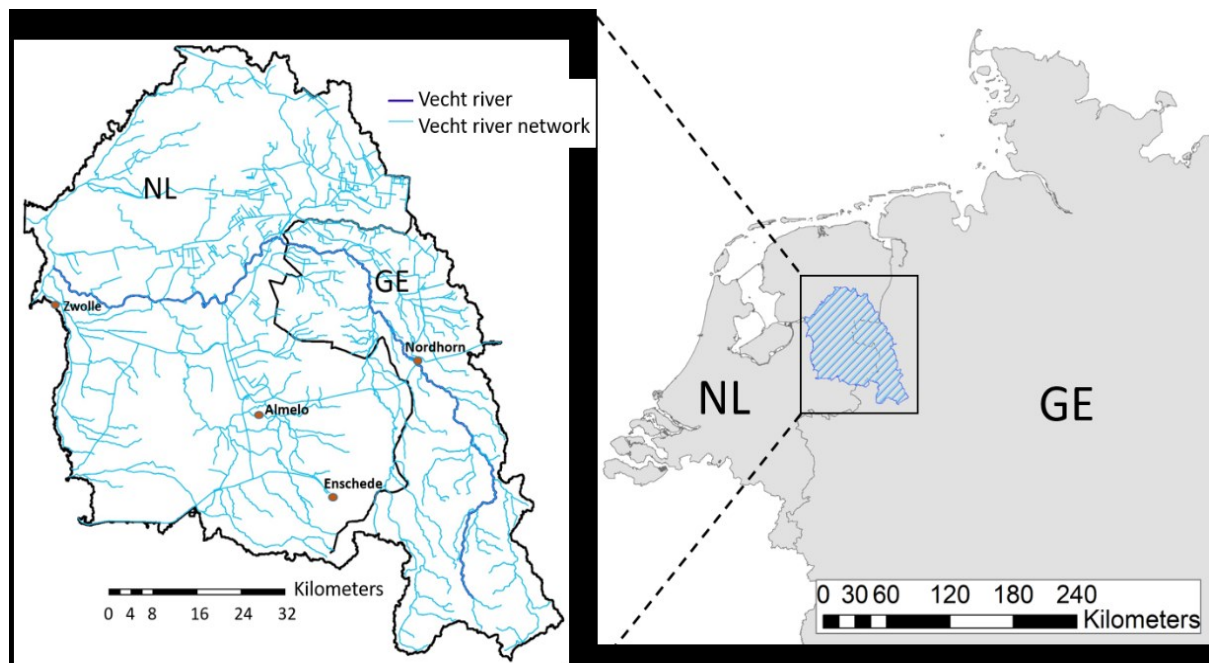 Vecht river
Vecht river network
NL
GE
Zwolle
Nordhorn
Almelo
Enschede
Kilometers
0 4 8 16 24 32
NL
GE
0 30 60 120 180 240
Kilometers